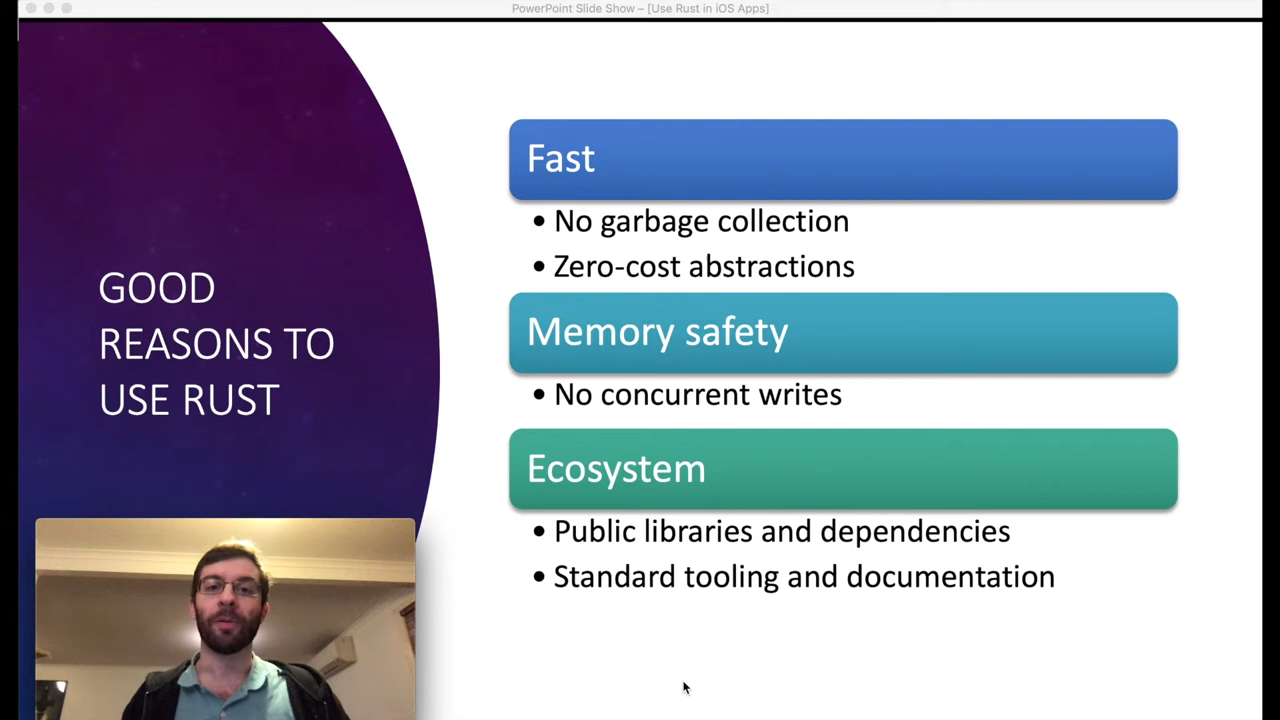 PowerPoint Slide Show – [Use Rust in iOS Apps]
GOOD
REASONS TO
USE RUST
Fast
• No garbage collection
• Zero-cost abstractions
Memory safety
• No concurrent writes
Ecosystem
• Public libraries and dependencies
• Standard tooling and documentation